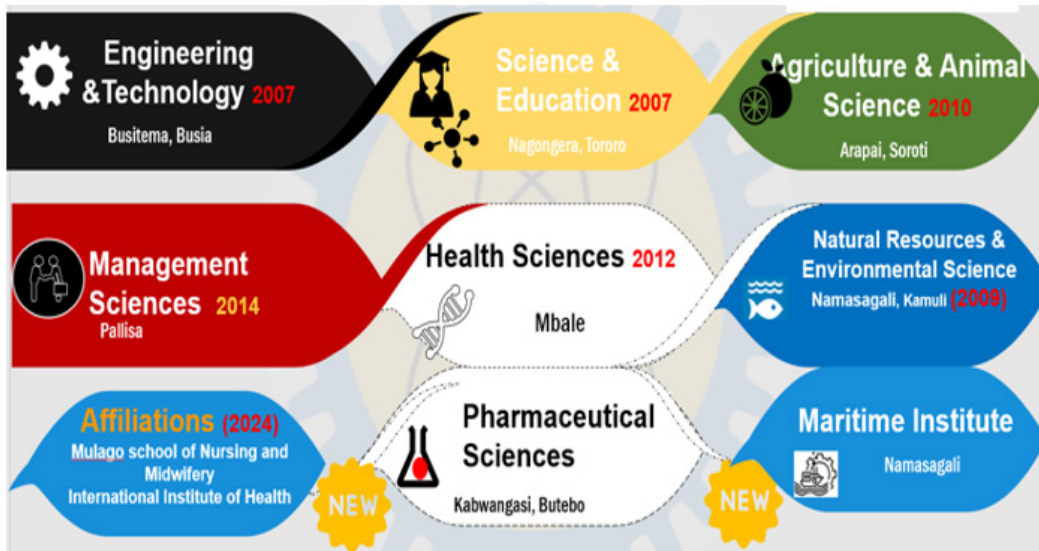 Engineering
&Technology 2007
Busitema, Busia
Science &
Education 2007
Nagongera, Tororo
Agriculture & Animal
Science 2010
Arapai, Soroti
Management
Sciences 2014
Pallisa
Health Sciences 2012
Mbale
Natural Resources &
Environmental Science
Namasagali, Kamuli (2009)
Affiliations (2024)
Mulago school of Nursing and
Midwifery
International Institute of Health
NEW
Pharmaceutical
Sciences
Kabwangasi, Butebo
NEW
Maritime Institute
Namasagali